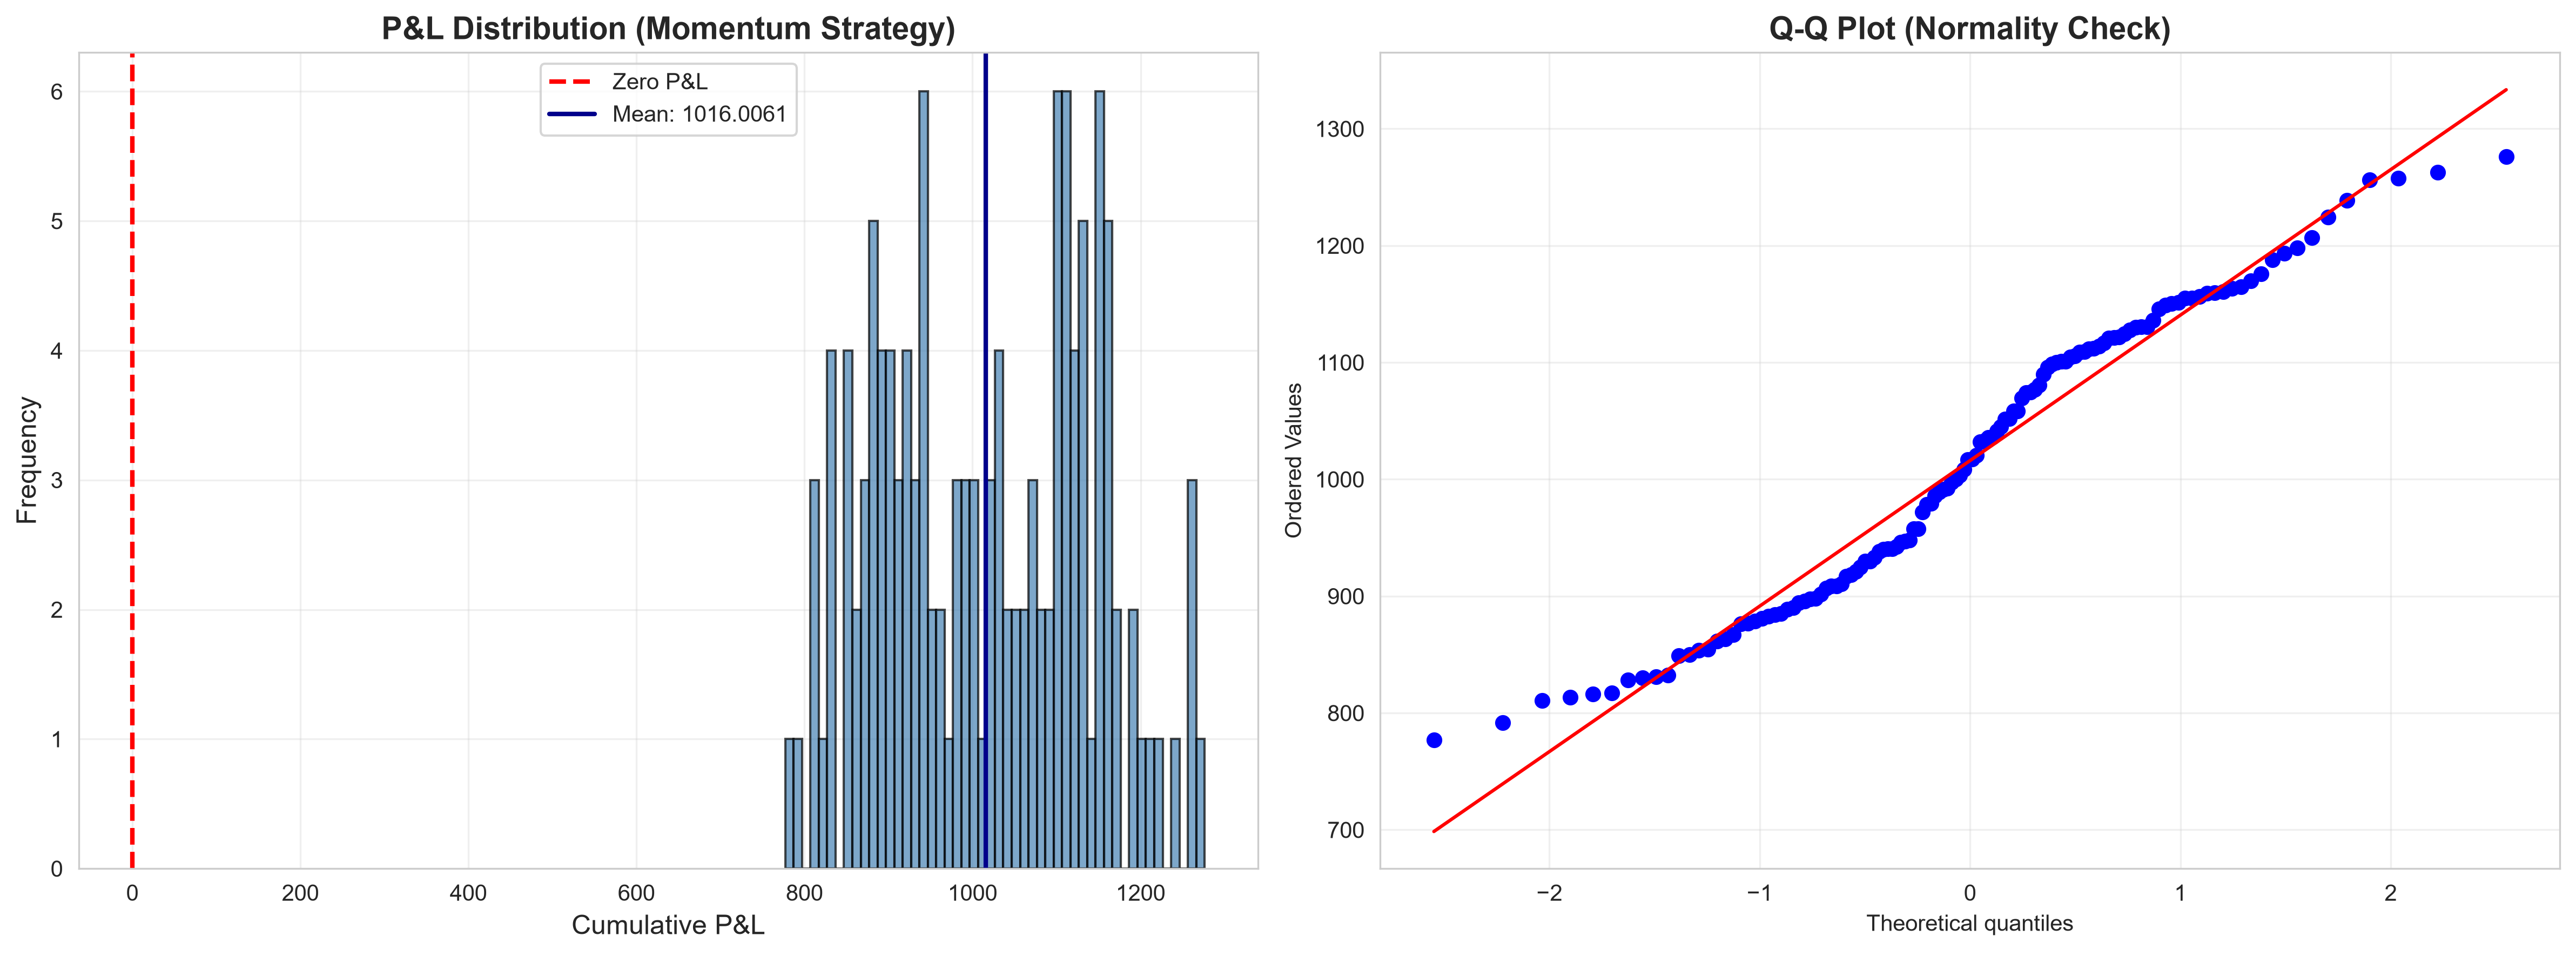 P&L Distribution (Momentum Strategy)
Zero P&L
Mean: 1016.0061
Frequency
6
5
4
3
2
1
0
0 200 400 600 800 1000 1200
Cumulative P&L
Q-Q Plot (Normality Check)
Ordered Values
1300
1200
1100
1000
900
800
700
−2 −1 0 1 2
Theoretical quantiles